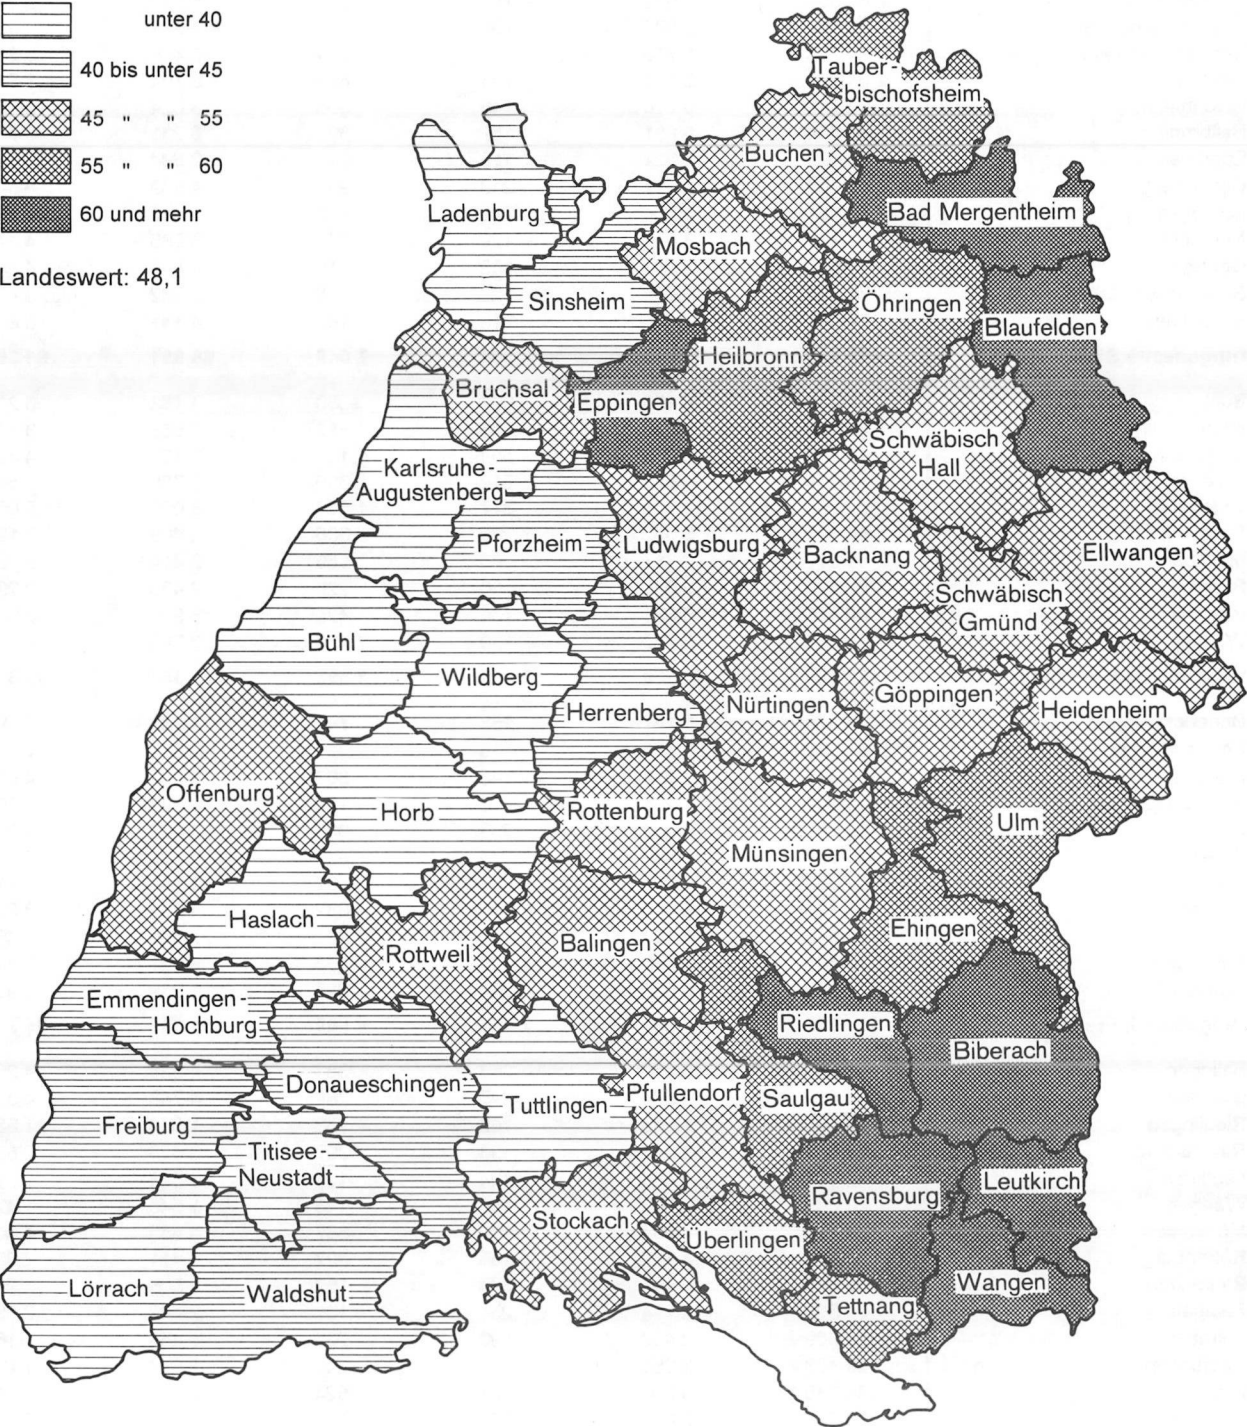 unter 40
40 bis unter 45
45 " " 55
55 " " 60
60 und mehr
Landeswert: 48,1
Tauber-
bischofsheim
Buchen
Bad Mergentheim
Ladenburg
Mosbach
Sinsheim
Öhringen
Blaufelden
Heilbronn
Bruchsal
Eppingen
Schwäbisch
Hall
Karlsruhe-
Augustenberg
Pforzheim
Ludwigsburg
Backnang
Ellwangen
Schwäbisch
Gmünd
Bühl
Wildberg
Herrenberg
Nürtingen
Göppingen
Heidenheim
Offenburg
Horb
Rottenburg
Ulm
Münsingen
Haslach
Rottweil
Balingen
Ehingen
Emmendingen-
Hochburg
Riedlingen
Biberach
Donaueschingen
Freiburg
Tuttlingen
Pfullendorf
Saulgau
Titisee-
Neustadt
Leutkirch
Ravensburg
Stockach
Überlingen
Lörrach
Waldshut
Wangen
Tettnang